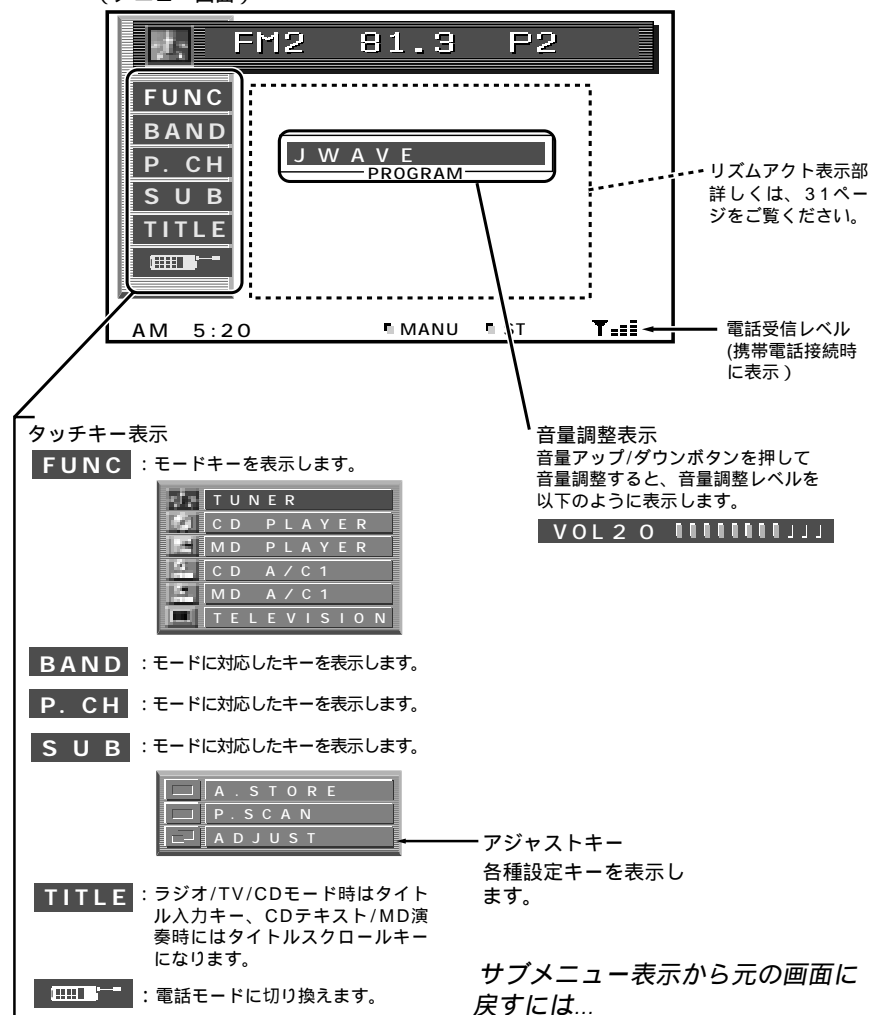 FM2 81.3 P2
FUNC
BAND
P. CH
SUB
TITLE
JWAVE
PROGRAM
AM 5:20 MANU ST
リズムアクト表示部
詳しくは、31ペー
ジをご覧ください。
電話受信レベル
(携帯電話接続時
に表示)
タッチキー表示
FUNC :モードキーを表示します。
TUNER
CD PLAYER
MD PLAYER
CD A/C1
MD A/C1
TELEVISION
音量調整表示
音量アップ/ダウンボタンを押して
音量調整すると、音量調整レベルを
以下のように表示します。
VOL20
BAND :モードに対応したキーを表示します。
P. CH :モードに対応したキーを表示します。
SUB :モードに対応したキーを表示します。
A.STORE
P.SCAN
ADJUST
アジャストキー
各種設定キーを表示し
ます。
TITLE :ラジオ/TV/CDモード時はタイト
ル入力キー、CDテキスト/MD演
奏時にはタイトルスクロールキー
になります。
:電話モードに切り換えます。
サブメニュー表示から元の画面に
戻すには...